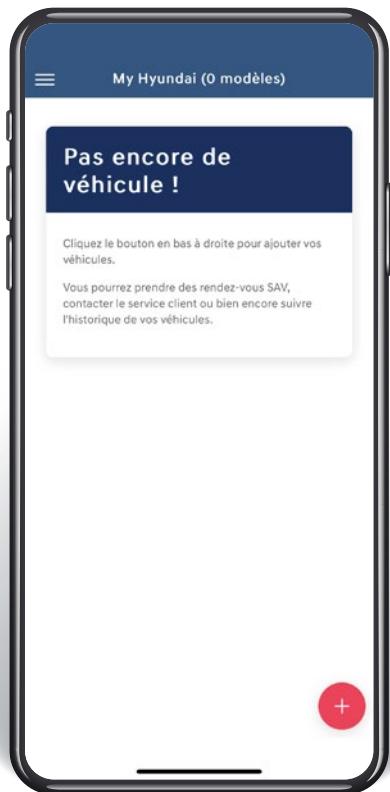 My Hyundai (0 modèles)
Pas encore de
véhicule !
Cliquez le bouton en bas à droite pour ajouter vos
véhicules.
Vous pourrez prendre des rendez-vous SAV,
contacter le service client ou bien encore suivre
l'historique de vos véhicules.